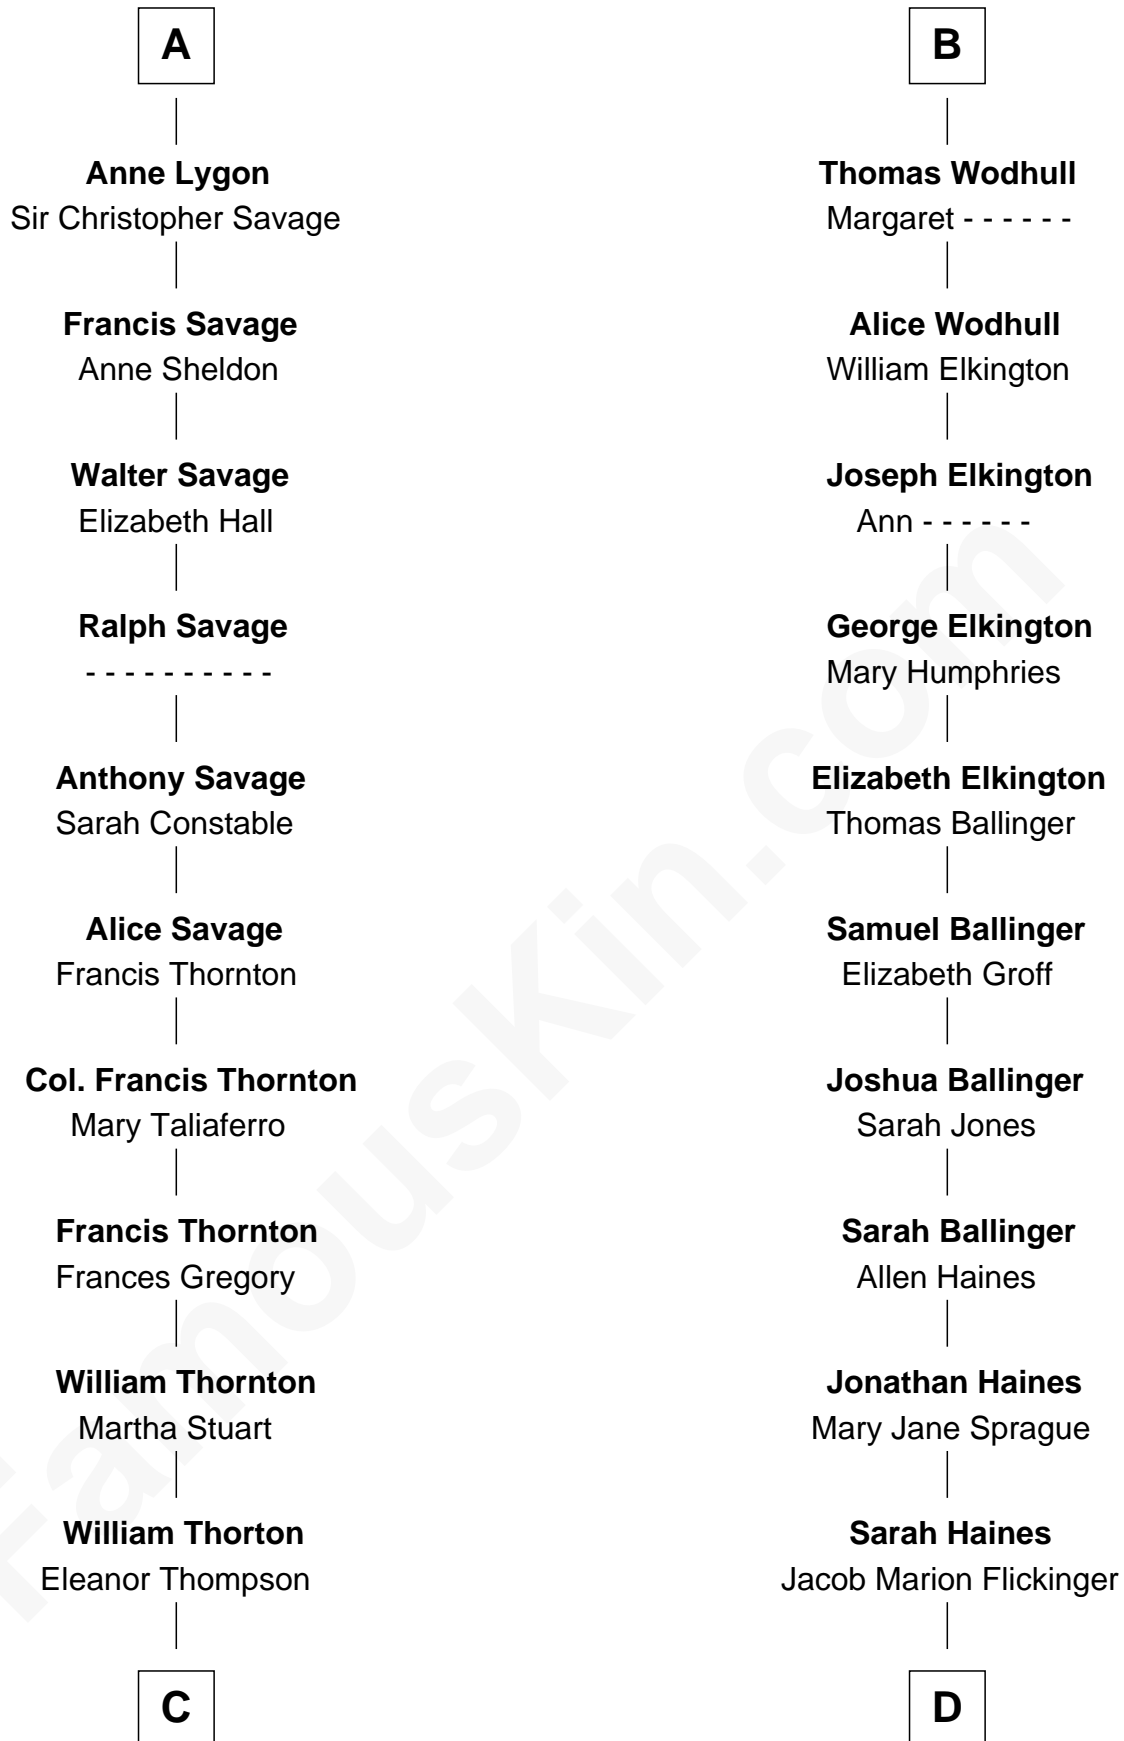 A
Anne Lygon
Sir Christopher Savage
Francis Savage
Anne Sheldon
Walter Savage
Elizabeth Hall
Ralph Savage
- - - - - - - - - -
Anthony Savage
Sarah Constable
Alice Savage
Francis Thornton
Col. Francis Thornton
Mary Taliaferro
Francis Thornton
Frances Gregory
William Thornton
Martha Stuart
William Thorton
Eleanor Thompson
C
B
Thomas Wodhull
Margaret - - - - - -
Alice Wodhull
William Elkington
Joseph Elkington
Ann - - - - - -
George Elkington
Mary Humphries
Elizabeth Elkington
Thomas Ballinger
Samuel Ballinger
Elizabeth Groff
Joshua Ballinger
Sarah Jones
Sarah Ballinger
Allen Haines
Jonathan Haines
Mary Jane Sprague
Sarah Haines
Jacob Marion Flickinger
D
FamousKin.com